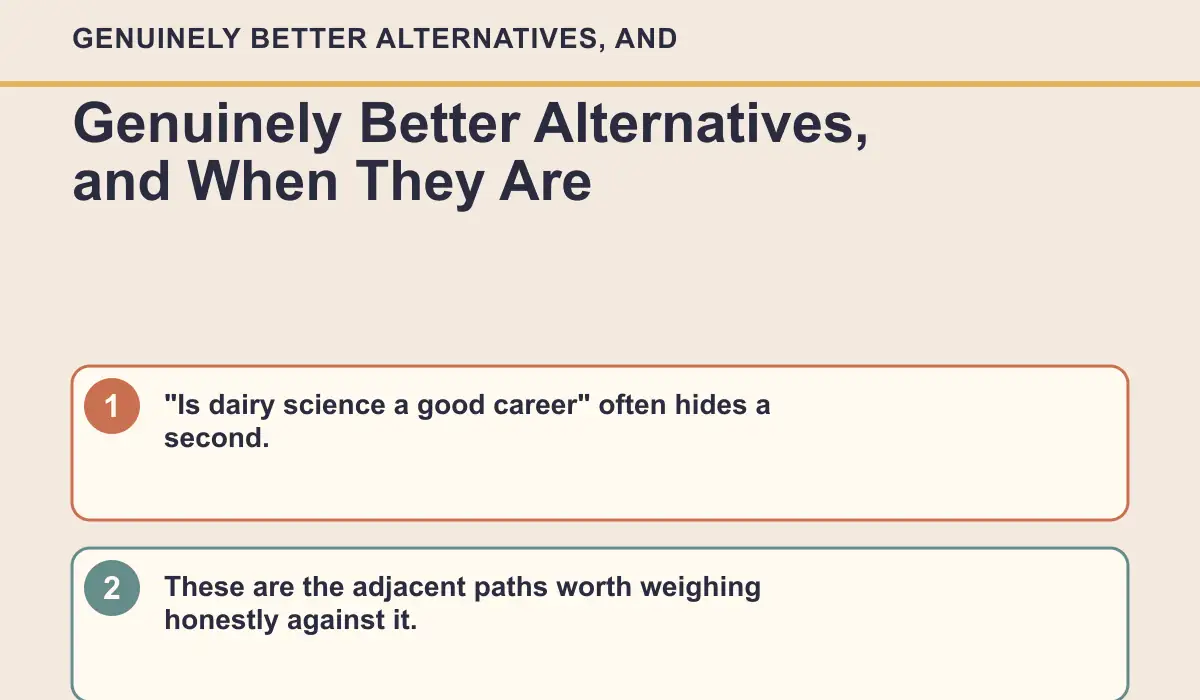 GENUINELY BETTER ALTERNATIVES, AND
Genuinely Better Alternatives,
and When They Are
1
"Is dairy science a good career" often hides a
second.
2
These are the adjacent paths worth weighing
honestly against it.